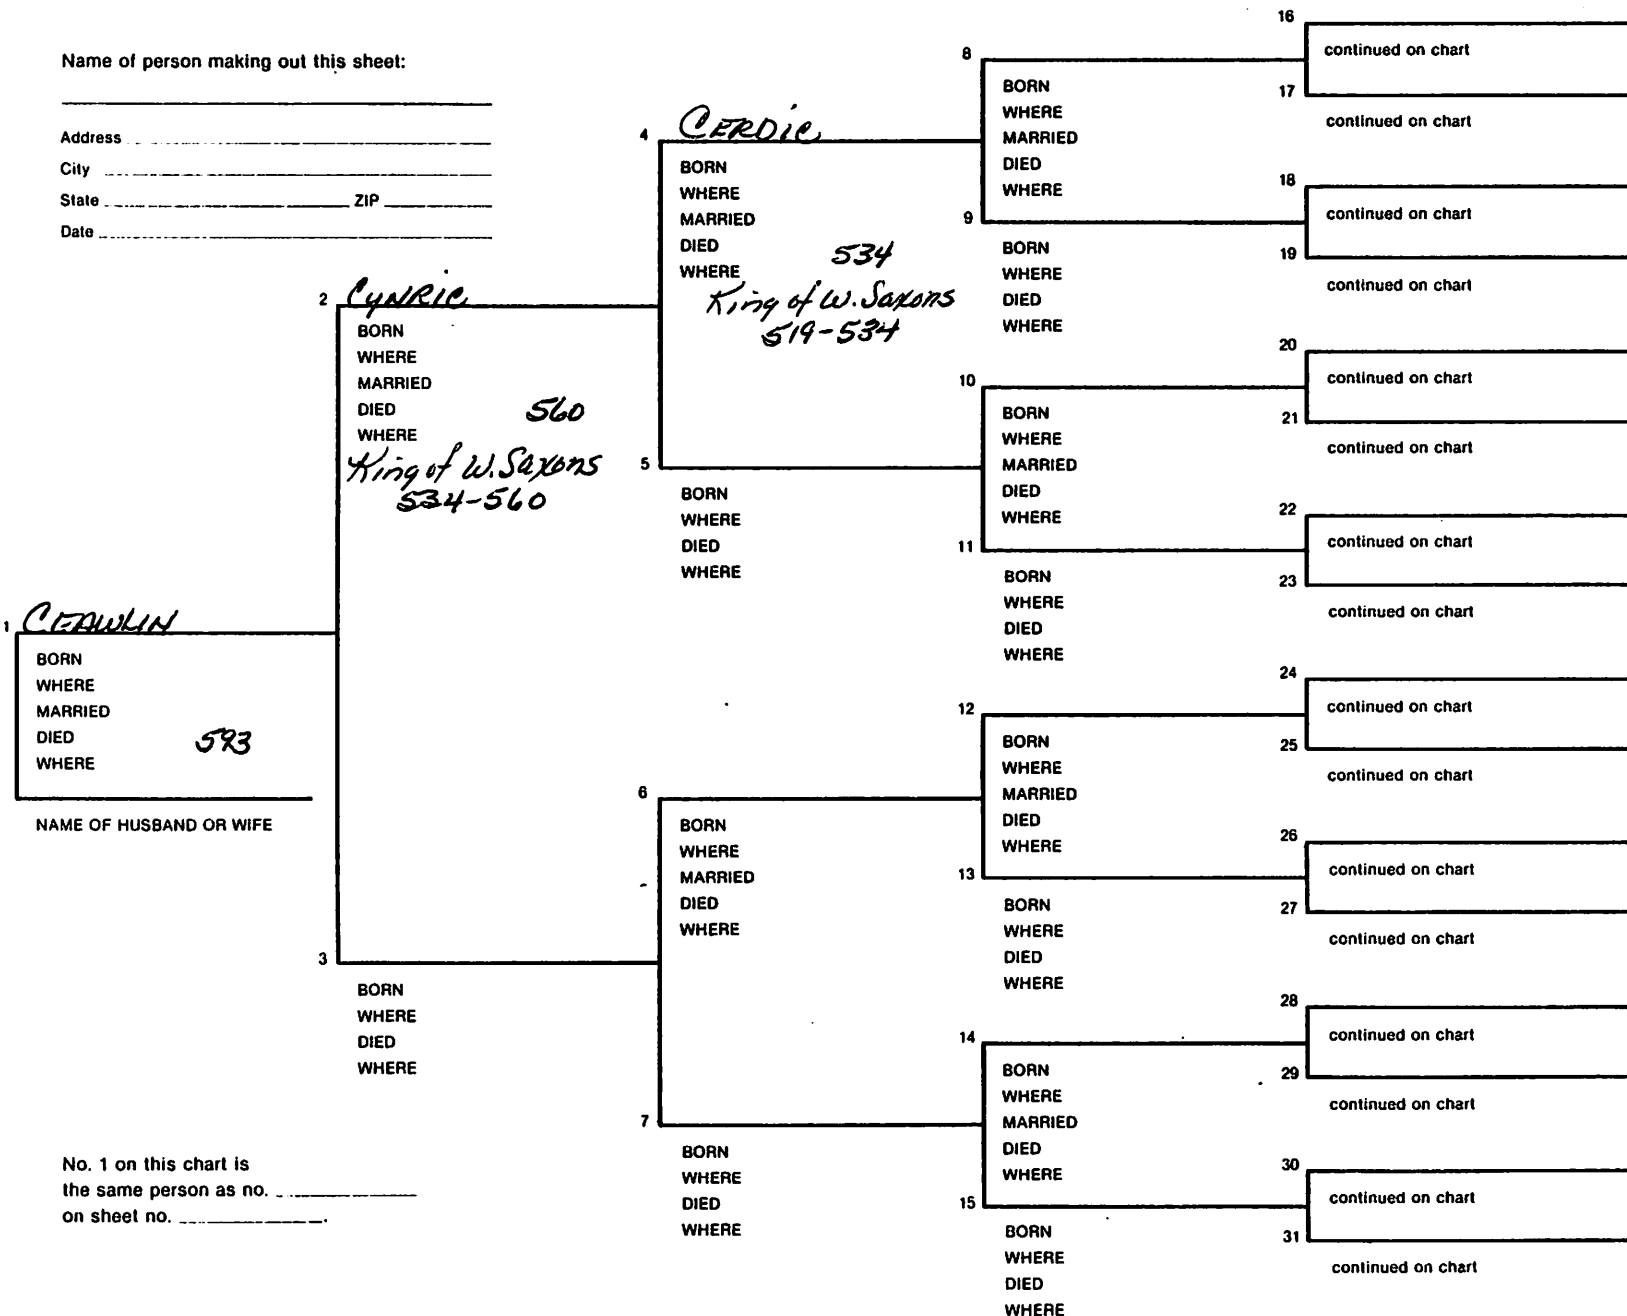 Name of person making out this sheet:
Address
City
State ZIP
Date
1 CEAWLIN
BORN
WHERE
MARRIED
DIED 593
WHERE
NAME OF HUSBAND OR WIFE
No. 1 on this chart is
the same person as no.
on sheet no. .
2 CYNRIC
BORN
WHERE
MARRIED
DIED 560
WHERE
King of W. Saxons
534-560
3
BORN
WHERE
DIED
WHERE
4 CERDIC
BORN
WHERE
MARRIED
DIED 534
WHERE
King of W. Saxons
519-534
5
BORN
WHERE
DIED
WHERE
6
BORN
WHERE
MARRIED
DIED
WHERE
7
BORN
WHERE
DIED
WHERE
8
BORN
WHERE
MARRIED
DIED
WHERE
9
BORN
WHERE
DIED
WHERE
10
BORN
WHERE
MARRIED
DIED
WHERE
11
BORN
WHERE
DIED
WHERE
12
BORN
WHERE
MARRIED
DIED
WHERE
13
BORN
WHERE
DIED
WHERE
14
BORN
WHERE
MARRIED
DIED
WHERE
15
BORN
WHERE
DIED
WHERE
16
continued on chart
17
continued on chart
18
continued on chart
19
continued on chart
20
continued on chart
21
continued on chart
22
continued on chart
23
continued on chart
24
continued on chart
25
continued on chart
26
continued on chart
27
continued on chart
28
continued on chart
29
continued on chart
30
continued on chart
31
continued on chart